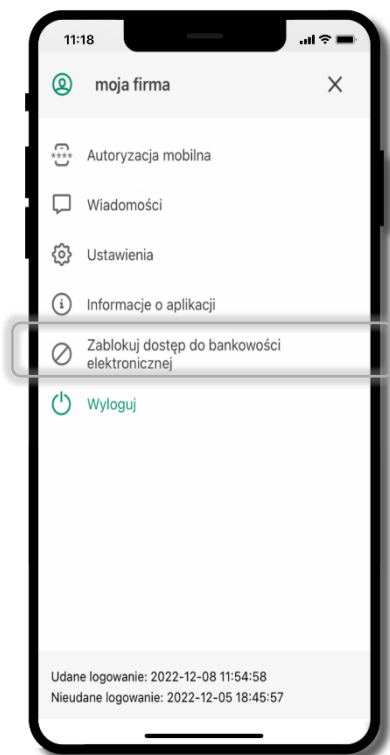 11:18
moja firma
****
Autoryzacja mobilna
Wiadomości
Ustawienia
Informacje o aplikacji
Zablokuj dostęp do bankowości
elektronicznej
Wyloguj
Udane logowanie: 2022-12-08 11:54:58
Nieudane logowanie: 2022-12-05 18:45:57